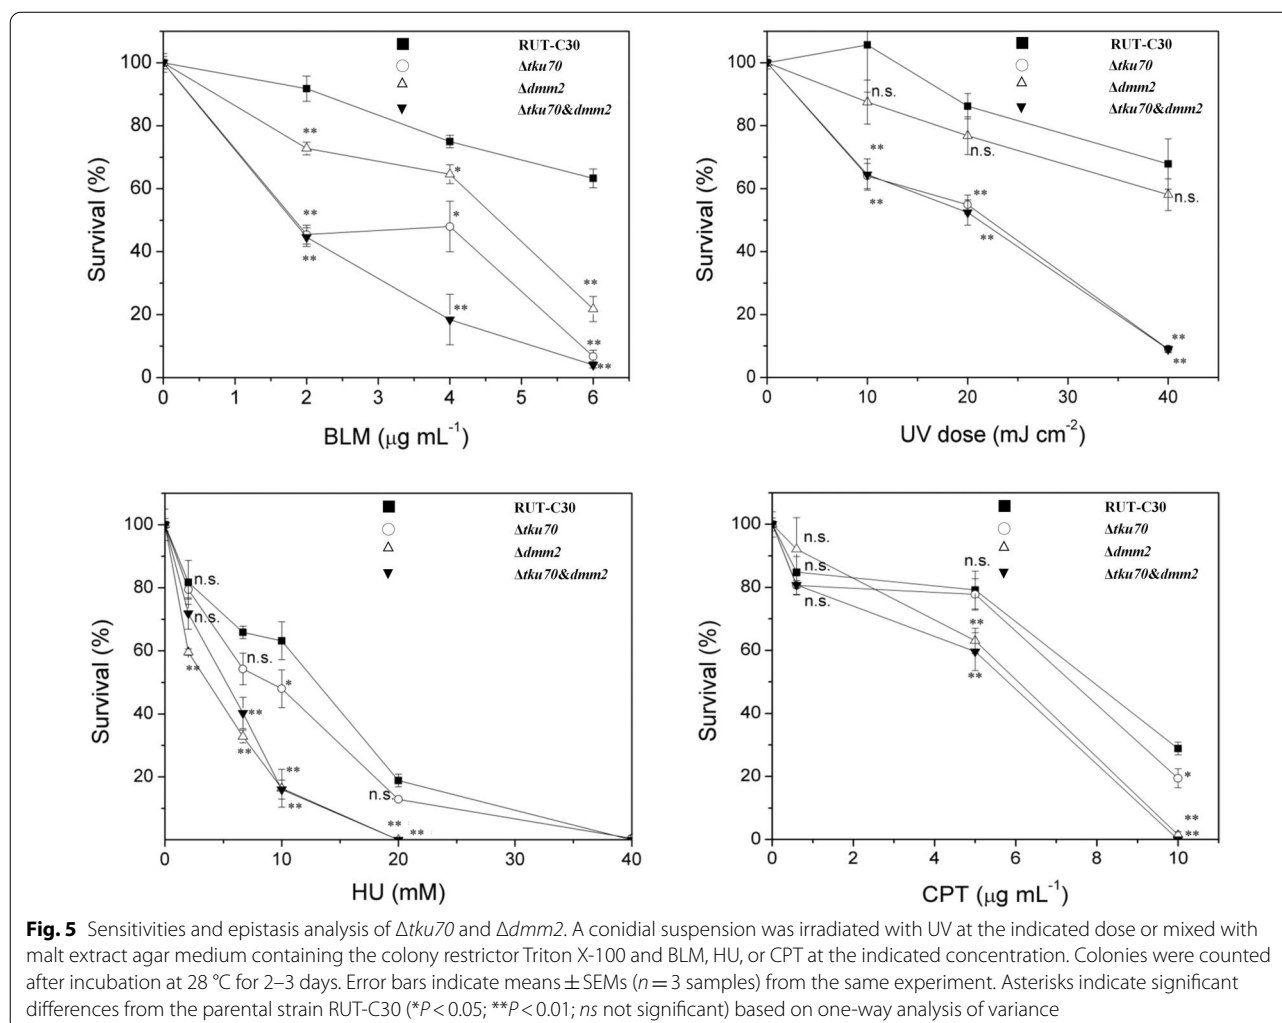 RUT-C30
Δtku70
Δdmm2
Δtku70&dmm2
100
80
60
40
20
0
Survival (%)
**
*
**
*
**
**
**
**
**
0 1 2 3 4 5 6
BLM (μg mL-1)
RUT-C30
Δtku70
Δdmm2
Δtku70&dmm2
100
80
60
40
20
0
Survival (%)
n.s.
n.s.
n.s.
**
**
**
**
**
**
0 10 20 30 40
UV dose (mJ cm-2)
RUT-C30
Δtku70
Δdmm2
Δtku70&dmm2
100
80
60
40
20
Survival (%)
n.s.
n.s.
**
n.s.
*
**
**
**
**
n.s.
**
**
0 10 20 30 40
HU (mM)
RUT-C30
Δtku70
Δdmm2
Δtku70&dmm2
100
80
60
40
20
0
Survival (%)
n.s.
n.s.
n.s.
n.s.
**
**
*
**
**
0 2 4 6 8 10
CPT (μg mL-1)
Fig. 5 Sensitivities and epistasis analysis of Δtku70 and Δdmm2. A conidial suspension was irradiated with UV at the indicated dose or mixed with
malt extract agar medium containing the colony restrictor Triton X-100 and BLM, HU, or CPT at the indicated concentration. Colonies were counted
after incubation at 28 °C for 2–3 days. Error bars indicate means ± SEMs (n = 3 samples) from the same experiment. Asterisks indicate significant
differences from the parental strain RUT-C30 (*P < 0.05; **P < 0.01; ns not significant) based on one-way analysis of variance